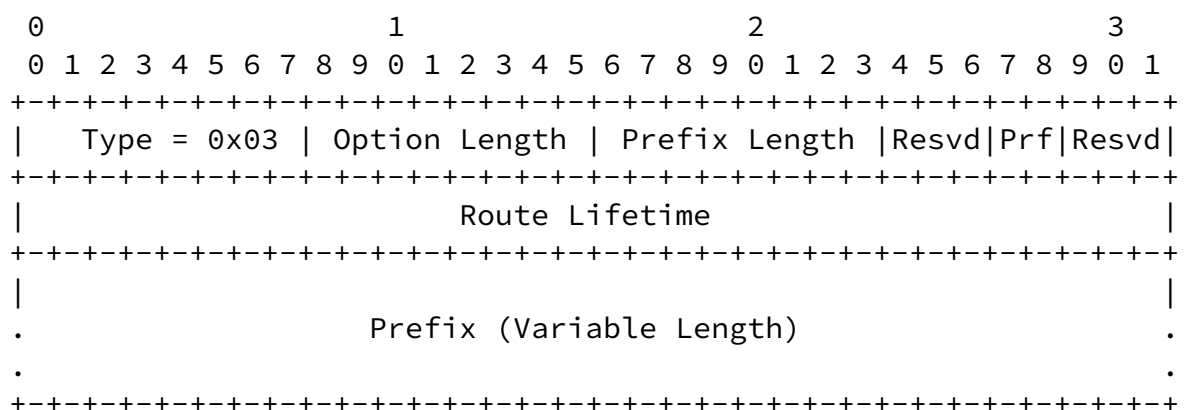 0                   1                   2                   3
 0 1 2 3 4 5 6 7 8 9 0 1 2 3 4 5 6 7 8 9 0 1 2 3 4 5 6 7 8 9 0 1
+-+-+-+-+-+-+-+-+-+-+-+-+-+-+-+-+-+-+-+-+-+-+-+-+-+-+-+-+-+-+-+-+
|   Type = 0x03 | Option Length | Prefix Length |Resvd|Prf|Resvd|
+-+-+-+-+-+-+-+-+-+-+-+-+-+-+-+-+-+-+-+-+-+-+-+-+-+-+-+-+-+-+-+-+
|                        Route Lifetime                         |
+-+-+-+-+-+-+-+-+-+-+-+-+-+-+-+-+-+-+-+-+-+-+-+-+-+-+-+-+-+-+-+-+
|                                                               |
.                   Prefix (Variable Length)                    .
.                                                               .
+-+-+-+-+-+-+-+-+-+-+-+-+-+-+-+-+-+-+-+-+-+-+-+-+-+-+-+-+-+-+-+-+